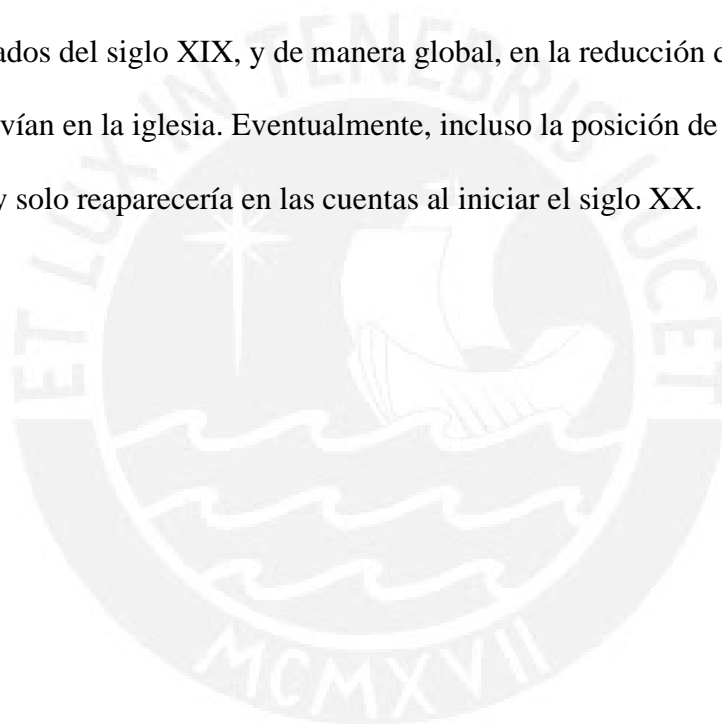 ados del siglo XIX, y de manera global, en la reducción
vían en la iglesia. Eventualmente, incluso la posición de
y solo reaparecería en las cuentas al iniciar el siglo XX.
ET LUX IN TENEBRIS LUCET
MCMXVII